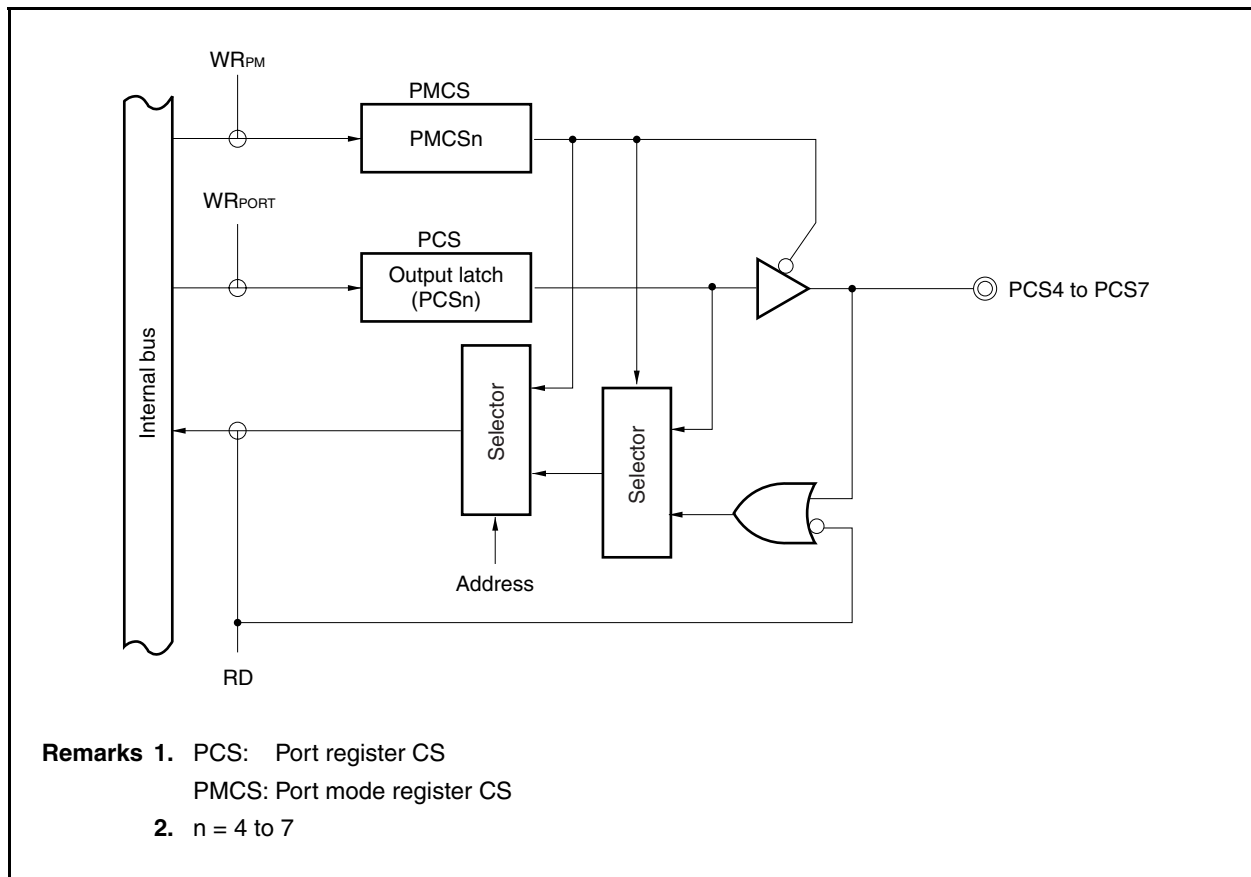 WRPM
PMCS
PMCSn
WRPORT
PCS
Output latch
(PCSn)
PCS4 to PCS7
Internal bus
Selector
Selector
Address
RD
Remarks 1. PCS: Port register CS
PMCS: Port mode register CS
2. n = 4 to 7